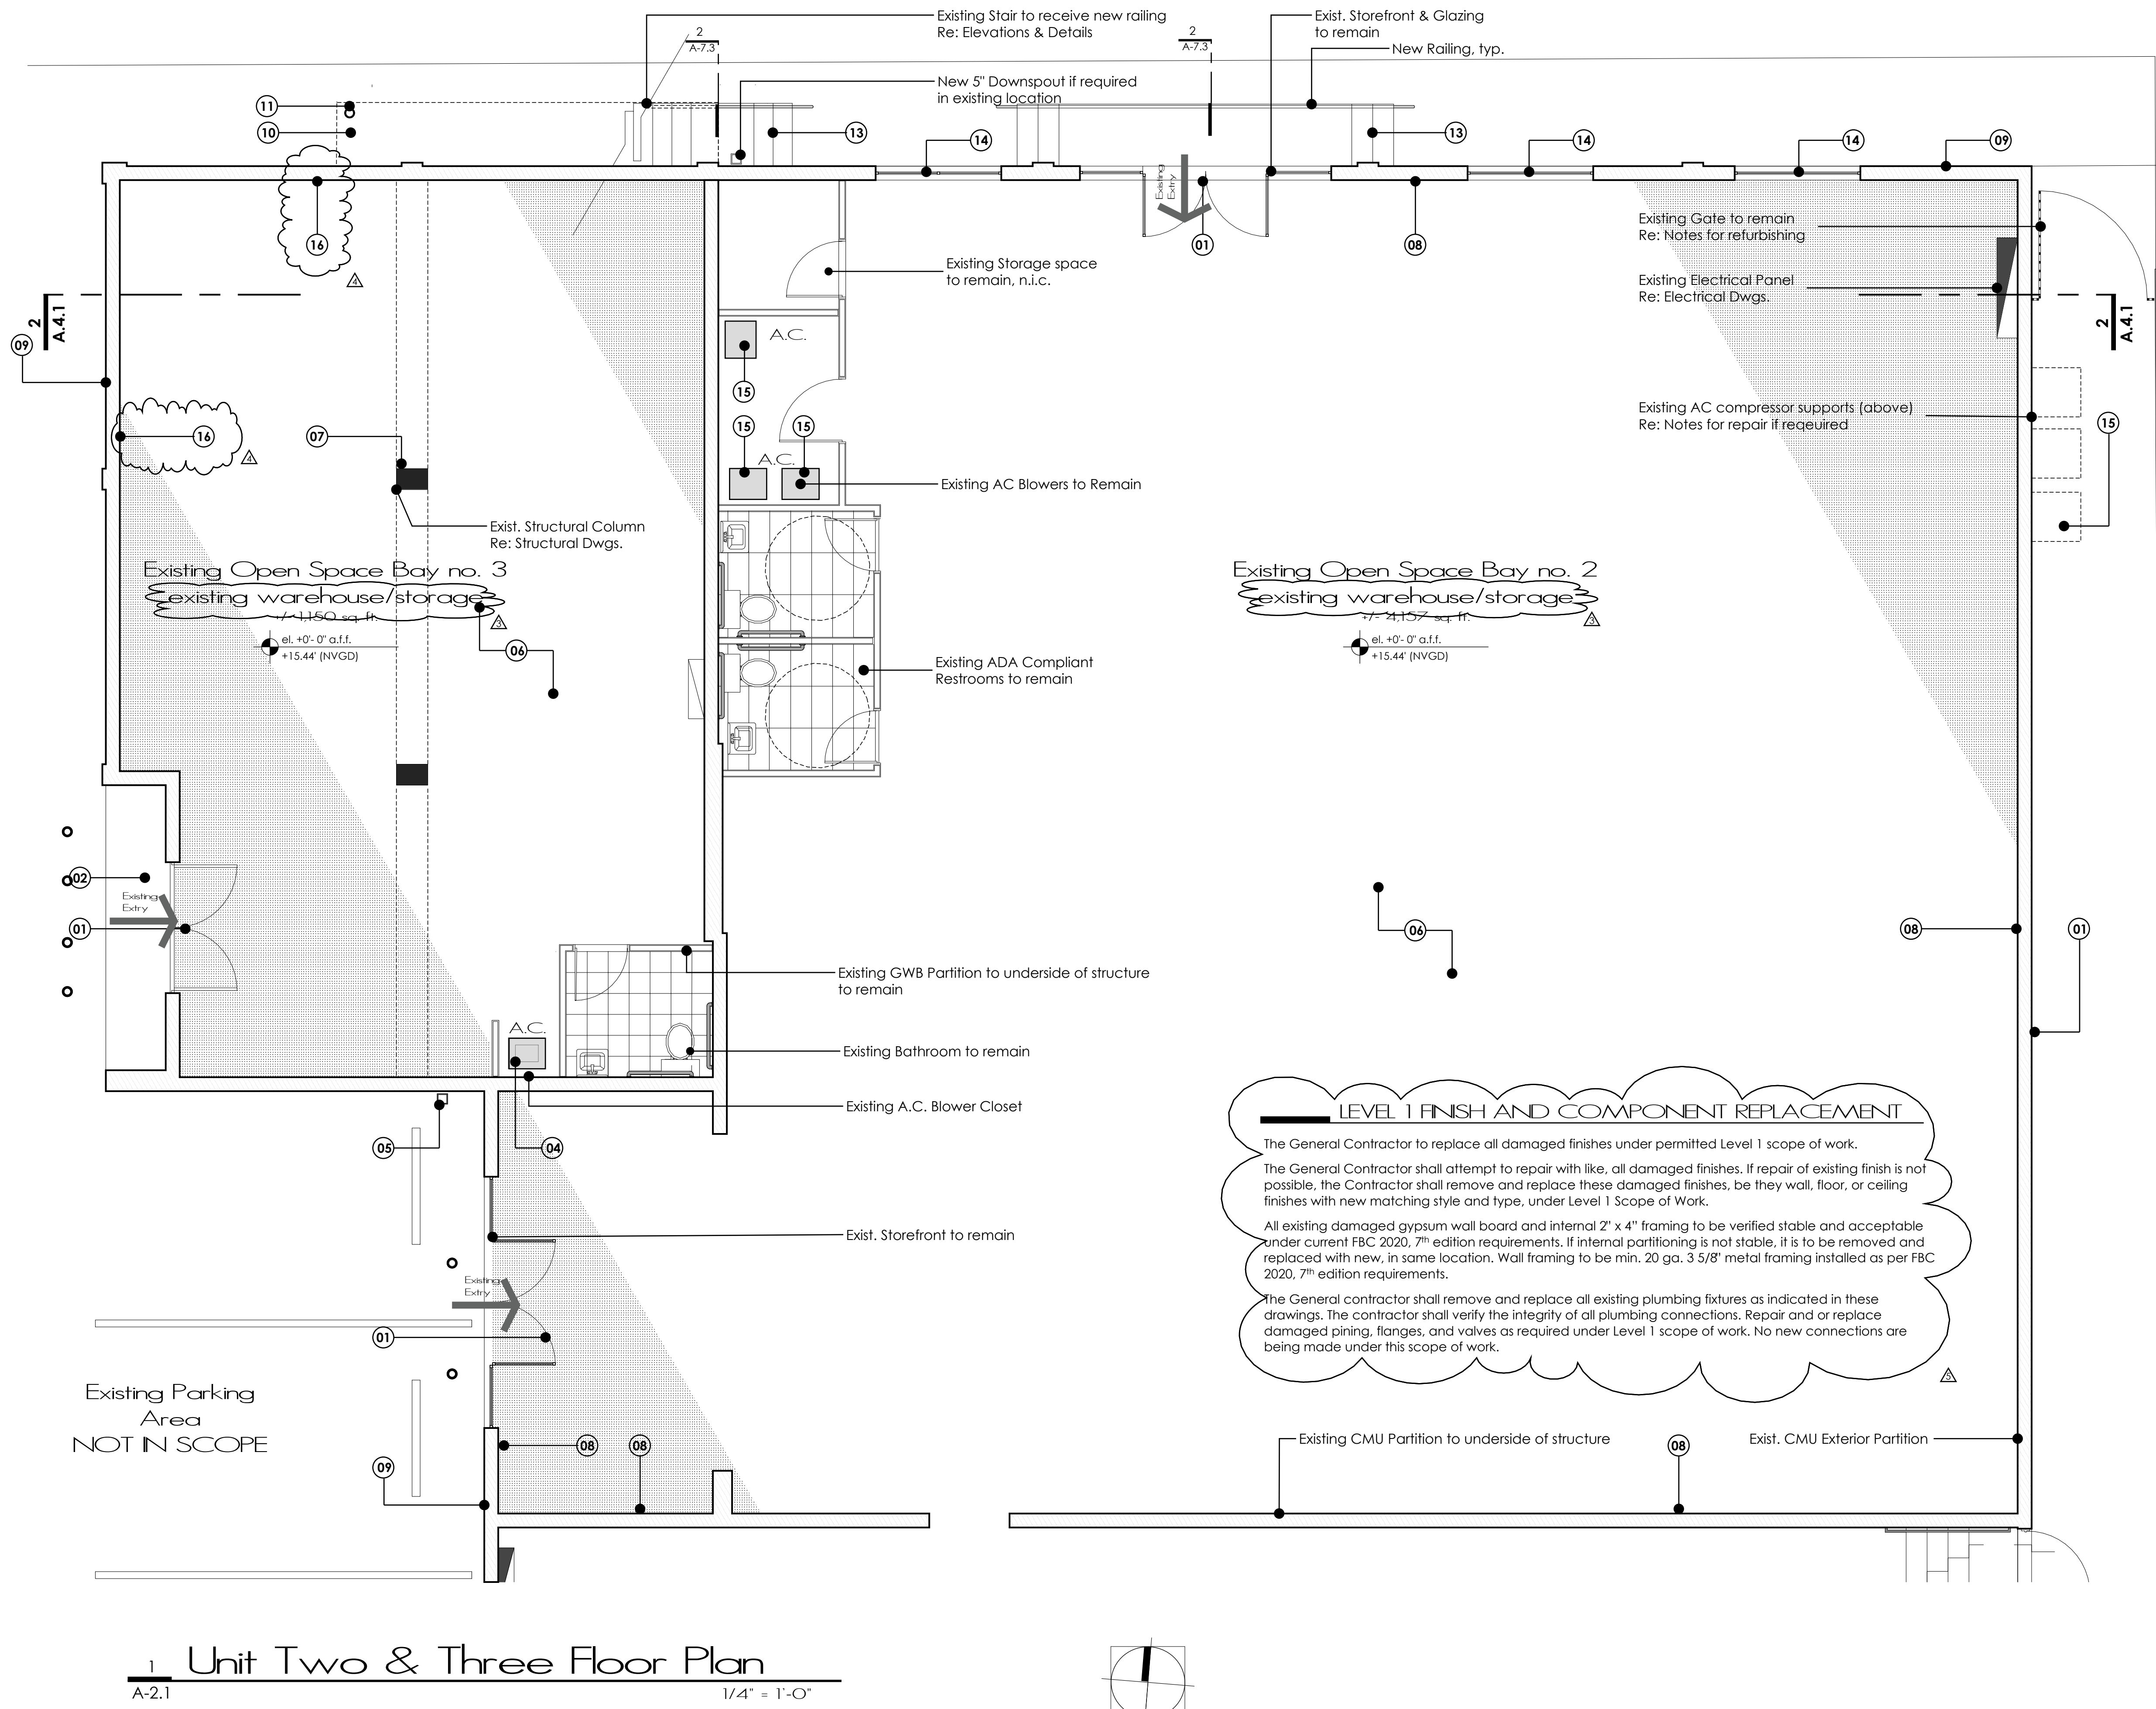 Existing Stair to receive new railing
Re: Elevations & Details
2
A-7.3
2
A-7.3
Exist. Storefront & Glazing
to remain
New Railing, typ.
New 5" Downspout if required
in existing location
11
10
13
14
13
14
14
09
Existing
Extry
16
4
01
08
Existing Gate to remain
Re: Notes for refurbishing
Existing Storage space
to remain, n.i.c.
Existing Electrical Panel
Re: Electrical Dwgs.
2
A.4.1
2
A.4.1
09
A.C.
15
Existing AC compressor supports (above)
Re: Notes for repair if reqeuired
15
16
4
07
15
15
A.C.
Existing AC Blowers to Remain
Exist. Structural Column
Re: Structural Dwgs.
Existing Open Space Bay no. 3
existing warehouse/storage
+/- 1,150 sq. ft.
3
el. +0'- 0" a.f.f.
+15.44' (NVGD)
06
Existing Open Space Bay no. 2
existing warehouse/storage
+/- 4,157 sq. ft.
3
el. +0'- 0" a.f.f.
+15.44' (NVGD)
Existing ADA Compliant
Restrooms to remain
02
Existing
Extry
01
06
08
01
Existing GWB Partition to underside of structure
to remain
A.C.
Existing Bathroom to remain
Existing A.C. Blower Closet
05
04
LEVEL 1 FINISH AND COMPONENT REPLACEMENT
The General Contractor to replace all damaged finishes under permitted Level 1 scope of work.
The General Contractor shall attempt to repair with like, all damaged finishes. If repair of existing finish is not
possible, the Contractor shall remove and replace these damaged finishes, be they wall, floor, or ceiling
finishes with new matching style and type, under Level 1 Scope of Work.
All existing damaged gypsum wall board and internal 2" x 4" framing to be verified stable and acceptable
under current FBC 2020, 7th edition requirements. If internal partitioning is not stable, it is to be removed and
replaced with new, in same location. Wall framing to be min. 20 ga. 3 5/8" metal framing installed as per FBC
2020, 7th edition requirements.
The General contractor shall remove and replace all existing plumbing fixtures as indicated in these
drawings. The contractor shall verify the integrity of all plumbing connections. Repair and or replace
damaged pining, flanges, and valves as required under Level 1 scope of work. No new connections are
being made under this scope of work.
5
Exist. Storefront to remain
Existing
Extry
01
Existing Parking
Area
NOT IN SCOPE
08
08
09
Existing CMU Partition to underside of structure
08
Exist. CMU Exterior Partition
1
A-2.1
Unit Two & Three Floor Plan
1/4" = 1'-0"